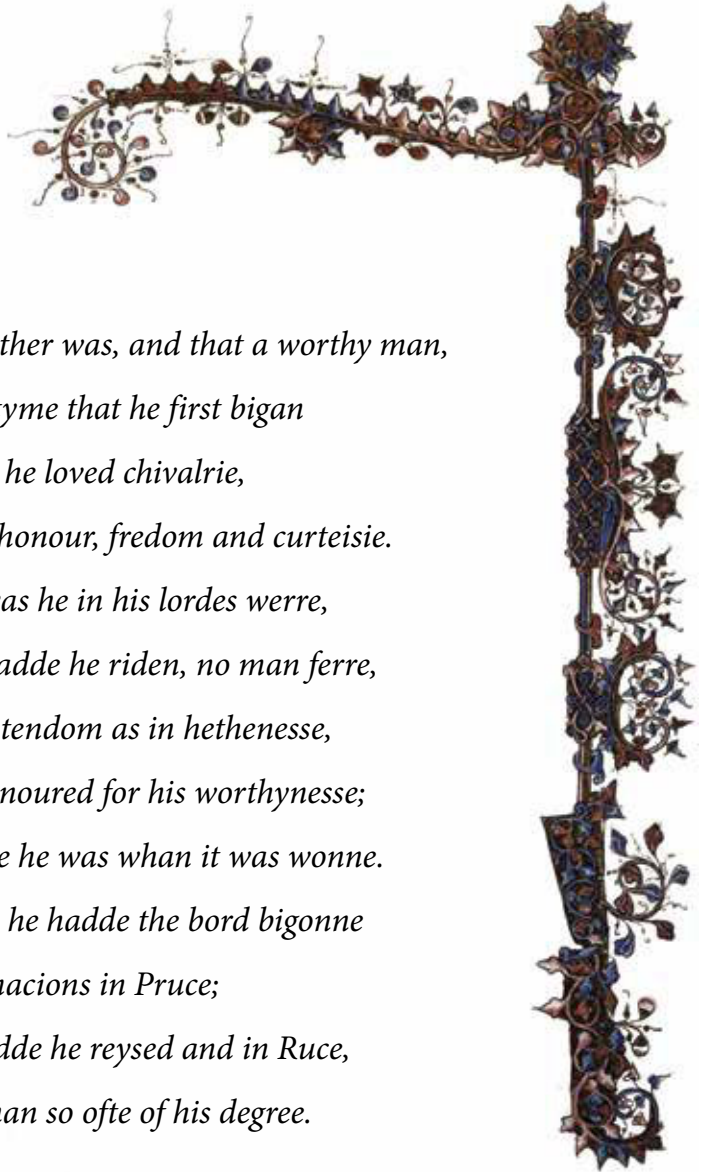 ther was, and that a worthy man,
tyme that he first bigan
he loved chivalrie,
honour, fredom and curteisie.
as he in his lordes werre,
adde he riden, no man ferre,
tendom as in hethenesse,
noured for his worthynesse;
e he was whan it was wonne.
he hadde the bord bigonne
nacions in Pruce;
dde he reysed and in Ruce,
an so ofte of his degree.